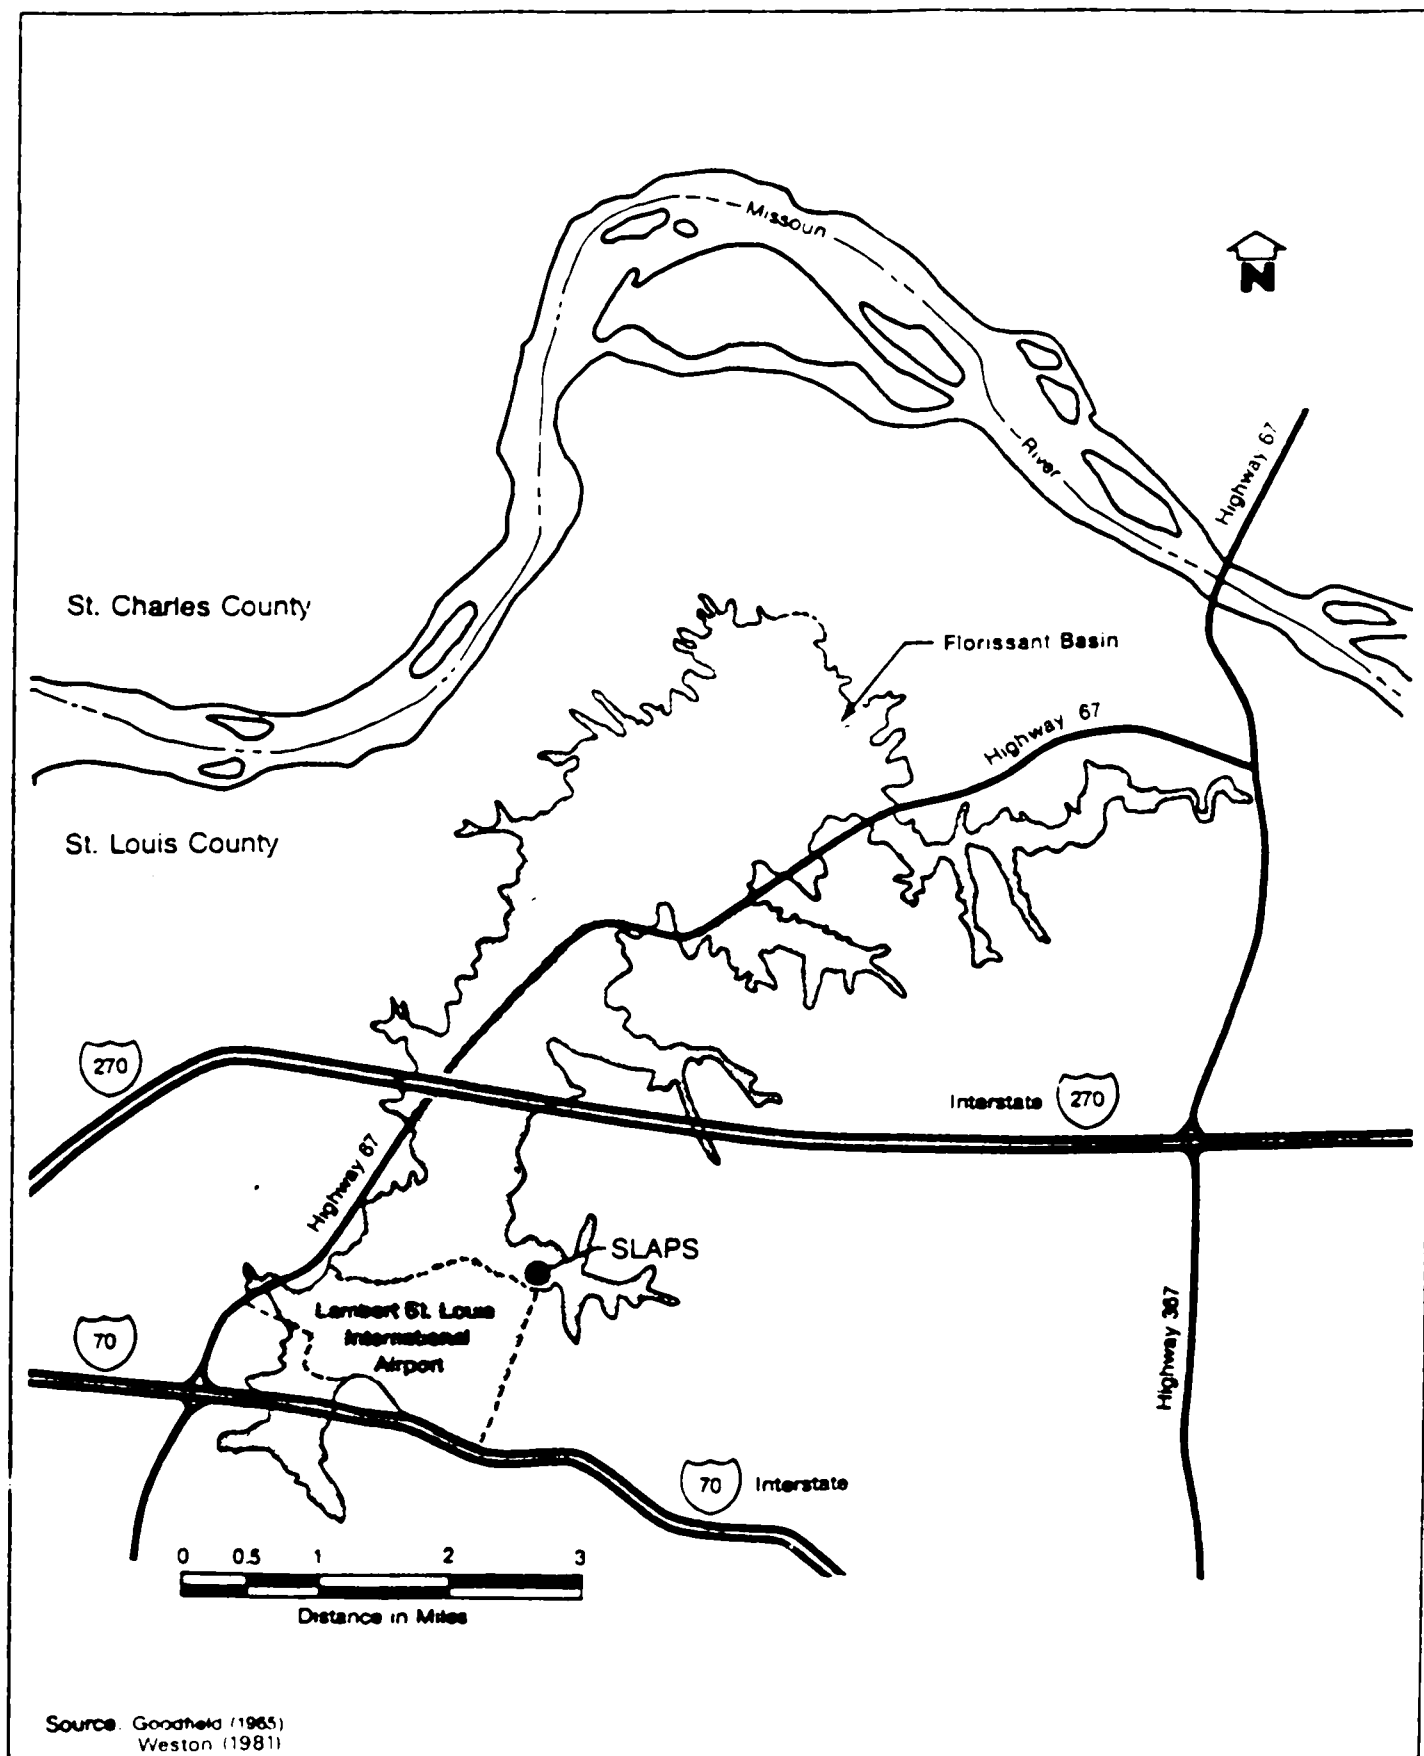 Missouri
N
River
Highway 67
St. Charles County
Florissant Basin
Highway 67
St. Louis County
270
Interstate 270
Highway 67
SLAPS
Lambert St. Louis
International
Airport
70
Highway 367
70 Interstate
0 0.5 1 2 3
Distance in Miles
Source. Goodfield (1965)
Weston (1981)